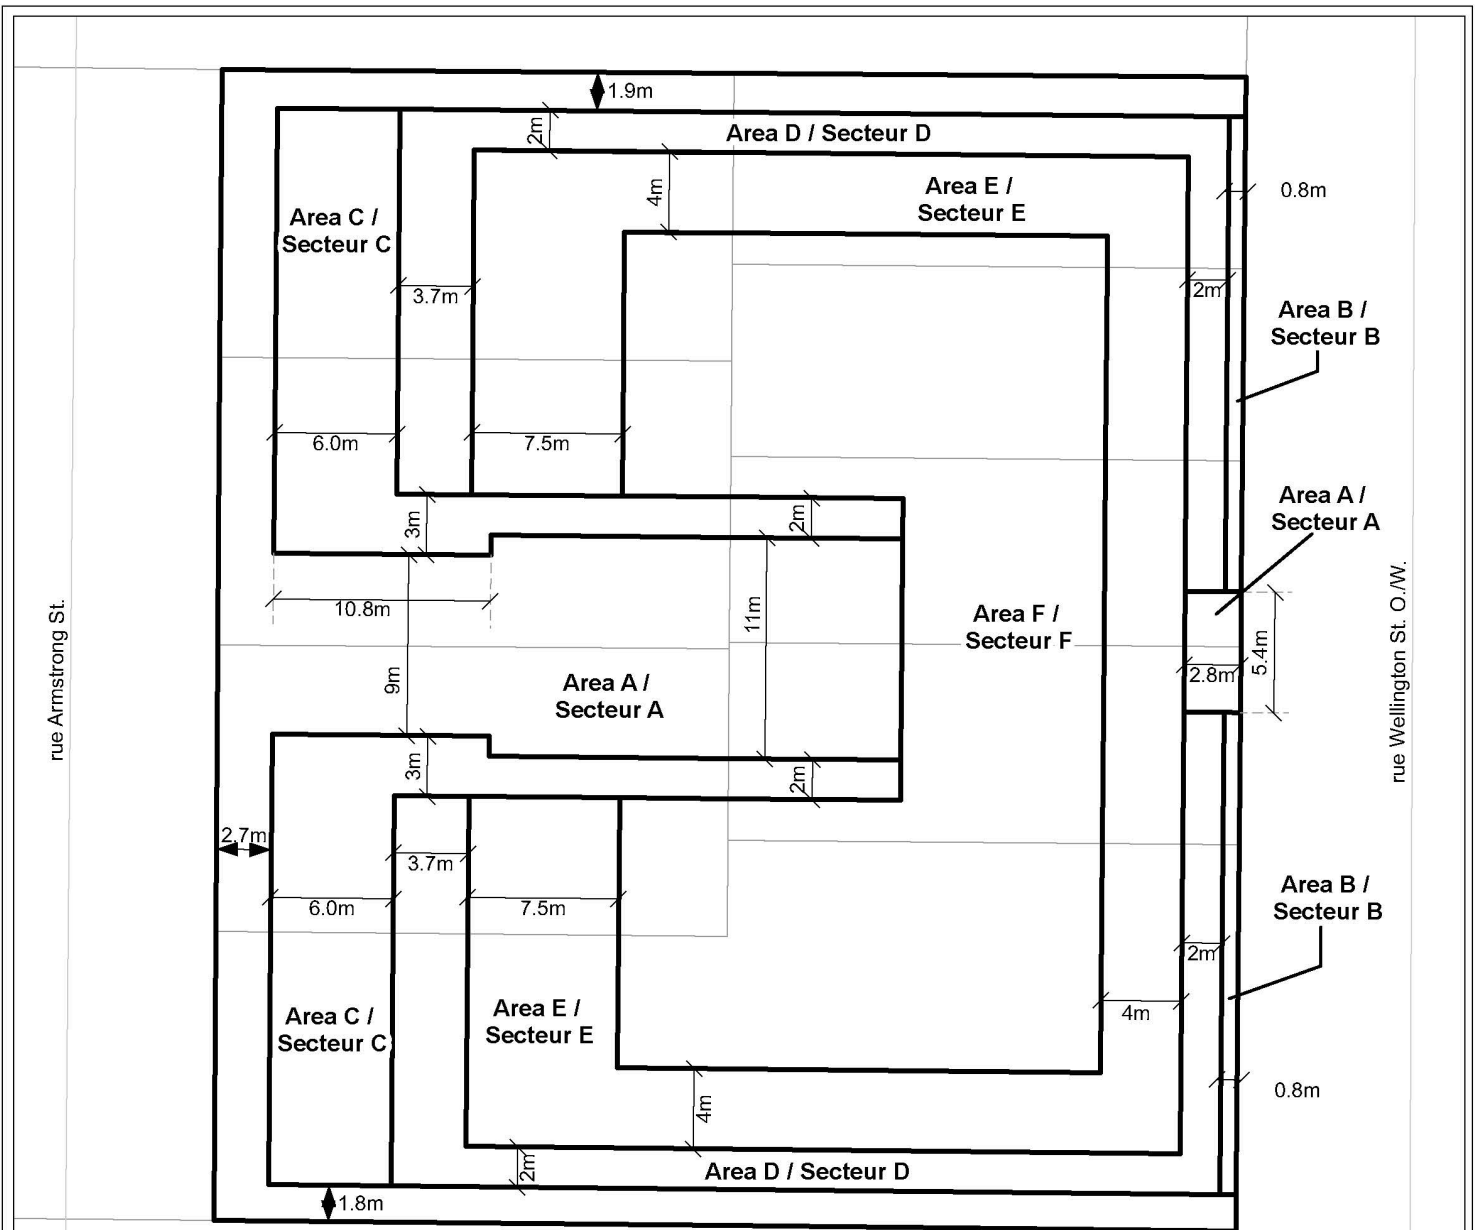 1.9m
2m
Area D / Secteur D
4m
Area E /
Secteur E
0.8m
Area C /
Secteur C
3.7m
2m
Area B /
Secteur B
6.0m
7.5m
3m
2m
Area A /
Secteur A
10.8m
11m
Area F /
Secteur F
rue Armstrong St.
rue Wellington St. O./W.
5.4m
2.8m
9m
Area A /
Secteur A
3m
2m
2.7m
3.7m
6.0m
7.5m
Area B /
Secteur B
2m
4m
Area C /
Secteur C
Area E /
Secteur E
4m
0.8m
2m
Area D / Secteur D
1.8m